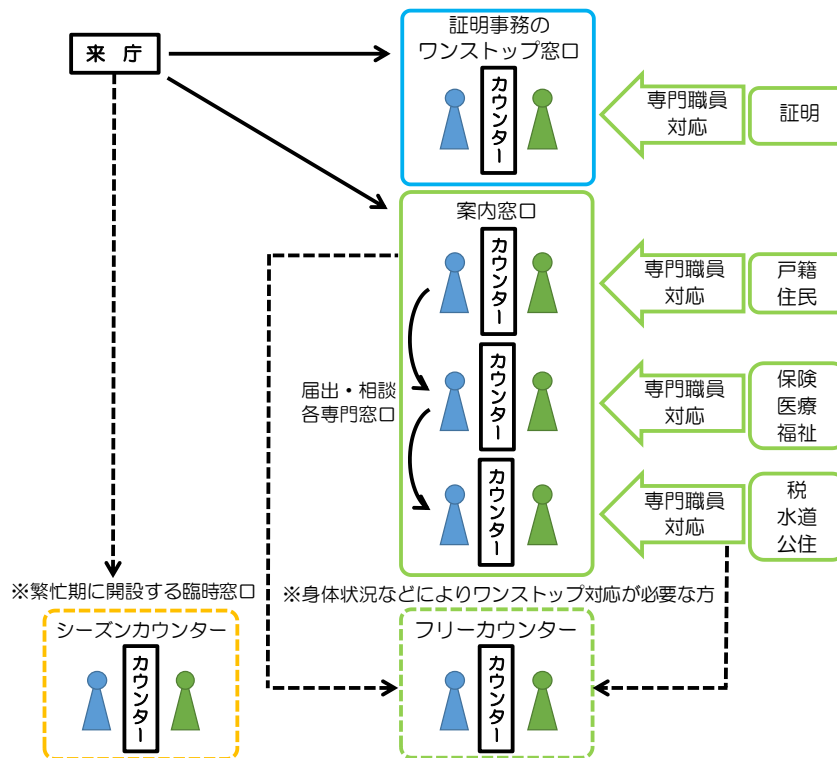 来 庁
証明事務の
ワンストップ窓口
カウンター
専門職員
対応
証明
案内窓口
カウンター
専門職員
対応
戸籍
住民
届出・相談
各専門窓口
カウンター
専門職員
対応
保険
医療
福祉
カウンター
専門職員
対応
税
水道
公住
※繁忙期に開設する臨時窓口
※身体状況などによりワンストップ対応が必要な方
シーズンカウンター
カウンター
フリーカウンター
カウンター